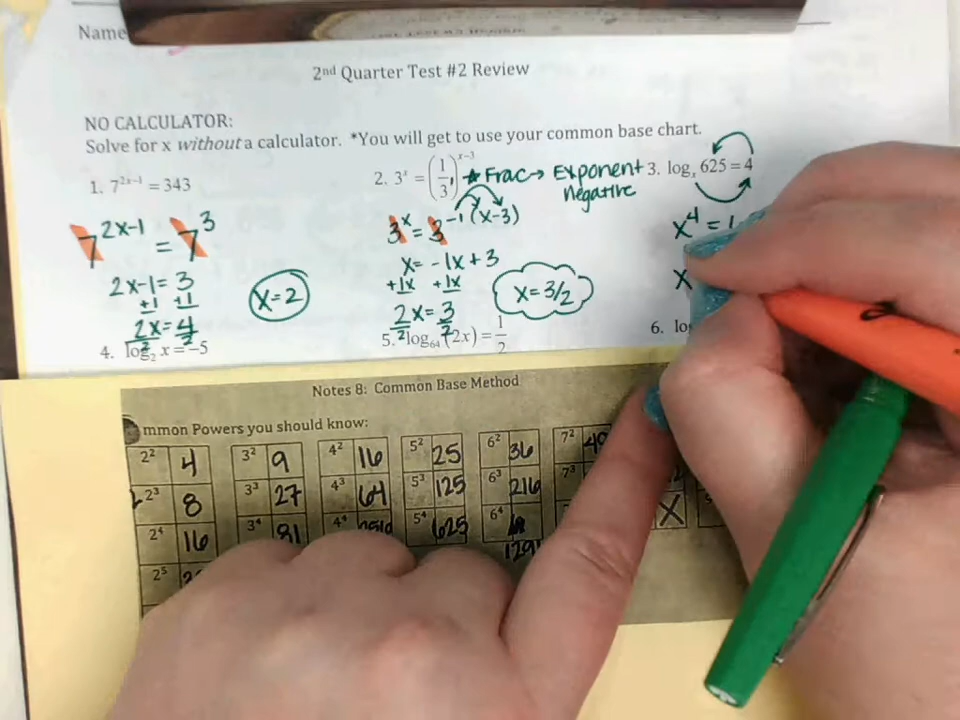 Name
2nd Quarter Test #2 Review
NO CALCULATOR:
Solve for x without a calculator. *You will get to use your common base chart.
1. 7^(2x-1) = 343
7^(2x-1) = 7^3
2x-1 = 3
+1 +1
2x = 4
2 2
x=2
2. 3^x = (1/3)^(x-3)
★Frac→ Exponent negative
3^x = 3^(-1(x-3))
x = -1x + 3
+1x +1x
2x = 3
2 2
x = 3/2
3. log_x 625 = 4
x^4 =
x
4. log_2 x = -5
5. log_64 (2x) = 1/2
6. lo
Notes 8: Common Base Method
mmon Powers you should know:
2^2 4 3^2 9 4^2 16 5^2 25 6^2 36 7^2 49
2^3 8 3^3 27 4^3 64 5^3 125 6^3 216 7^3
2^4 16 3^4 81 4^4 5^4 625 6^4
2^5